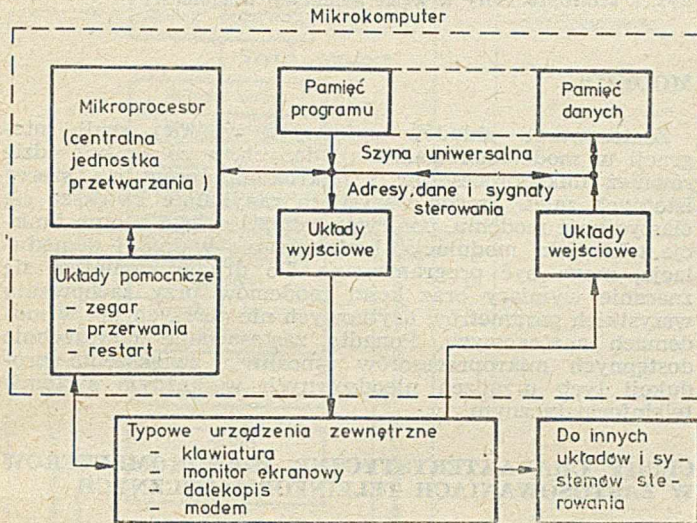 Mikrokomputer
Mikroprocesor
(centralna
jednostka
przetwarzania )
Pamięć
programu
Pamięć
danych
Szyna uniwersalna
Adresy, dane i sygnały
sterowania
Układy
wyjściowe
Układy
wejściowe
Układy pomocnicze
- zegar
- przerwania
- restart
Typowe urządzenia zewnętrzne
- klawiatura
- monitor ekranowy
- dalekopis
- modem
Do innych
układów i sy-
stemów ste-
rowania